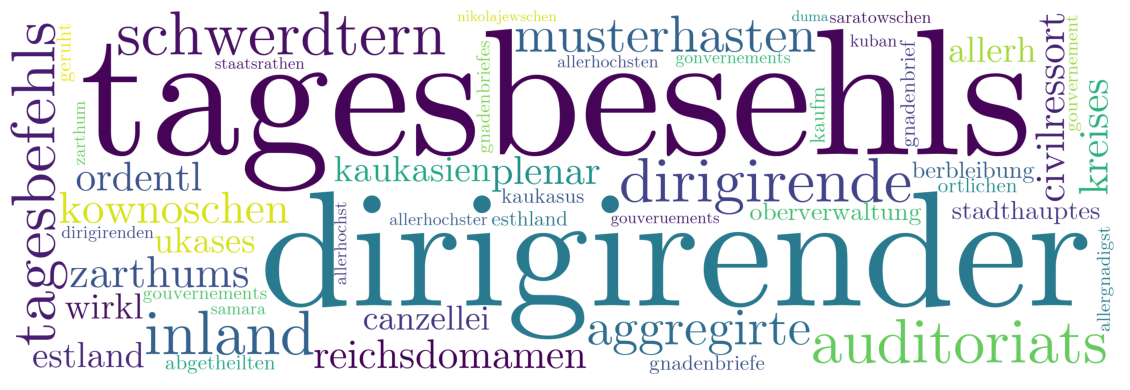 nikolajewschen
duma
saratowschen
schwerdtern
musterhasten
kuban
allerh
staatsrathen
allerhochsten
gonvernements
tagesbesehls
tagesbefehls
geruht
gnadenbriefes
kaufm
gnadenbrief
civilressort
gouvernement
kreises
zarthum
ordentl
kaukasien
plenar
dirigirende
berbleibung
ortlichen
kaukasus
kownoschen
allerhochst
allerhochster
esthland
gouveruements
oberverwaltung
stadthauptes
dirigirenden
ukases
dirigirender
zarthums
allergnadigst
wirkl
gouvernements
samara
canzellei
inland
aggregirte
auditoriats
estland
abgetheilten
reichsdomamen
gnadenbriefe